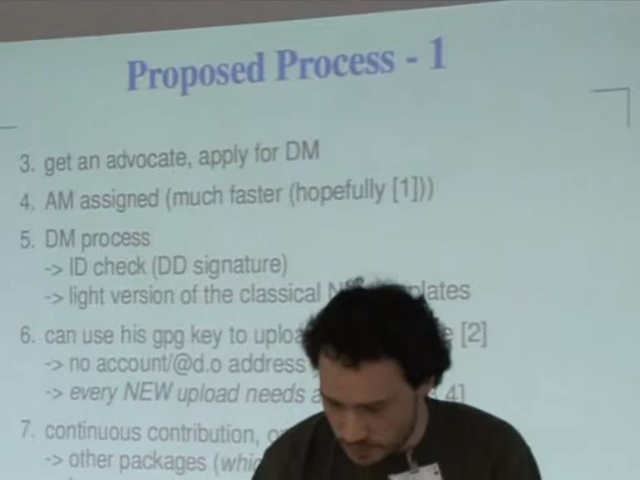 Proposed Process - 1
3. get an advocate, apply for DM
4. AM assigned (much faster (hopefully [1]))
5. DM process
-> ID check (DD signature)
-> light version of the classical
6. can use his gpg key to [2]
-> no account/@d.o address
-> every NEW upload needs 4]
7. continuous contribution,
-> other packages